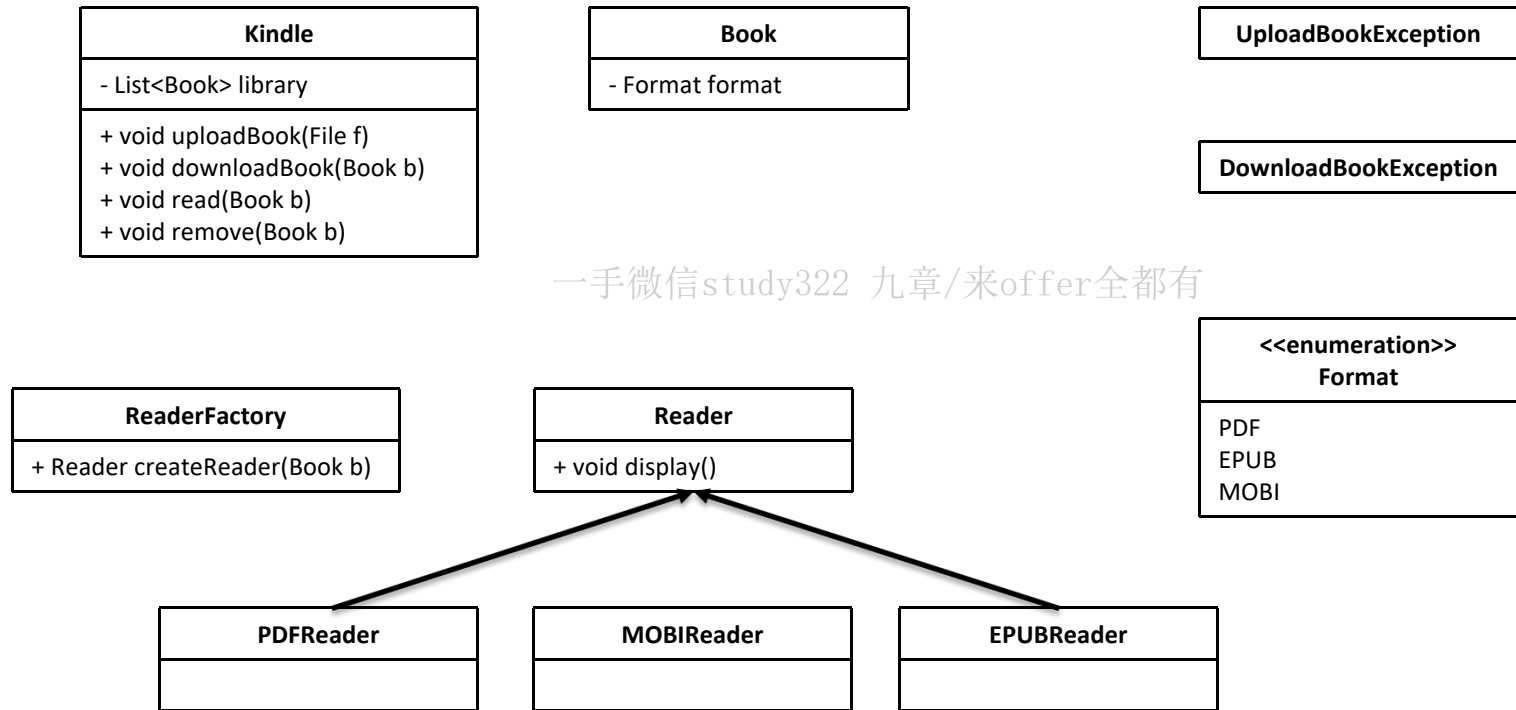 Kindle
- List<Book> library
+ void uploadBook(File f)
+ void downloadBook(Book b)
+ void read(Book b)
+ void remove(Book b)
Book
- Format format
UploadBookException
DownloadBookException
一手微信study322 九章/来offer全都有
<<enumeration>>
Format
PDF
EPUB
MOBI
ReaderFactory
+ Reader createReader(Book b)
Reader
+ void display()
PDFReader
MOBIReader
EPUBReader